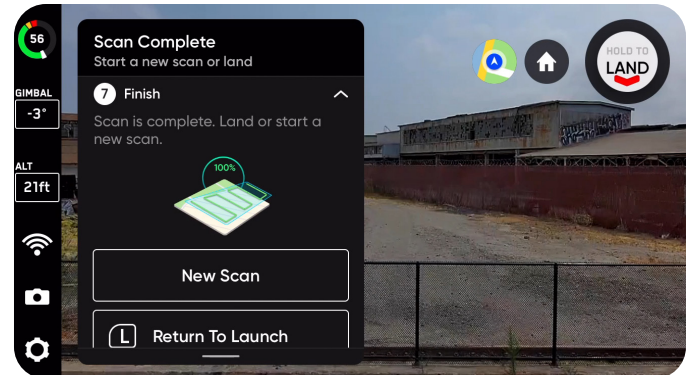 56
GIMBAL
-3°
ALT
21ft
Scan Complete
Start a new scan or land
7 Finish
Scan is complete. Land or start a
new scan.
100%
New Scan
L Return To Launch
HOLD TO
LAND